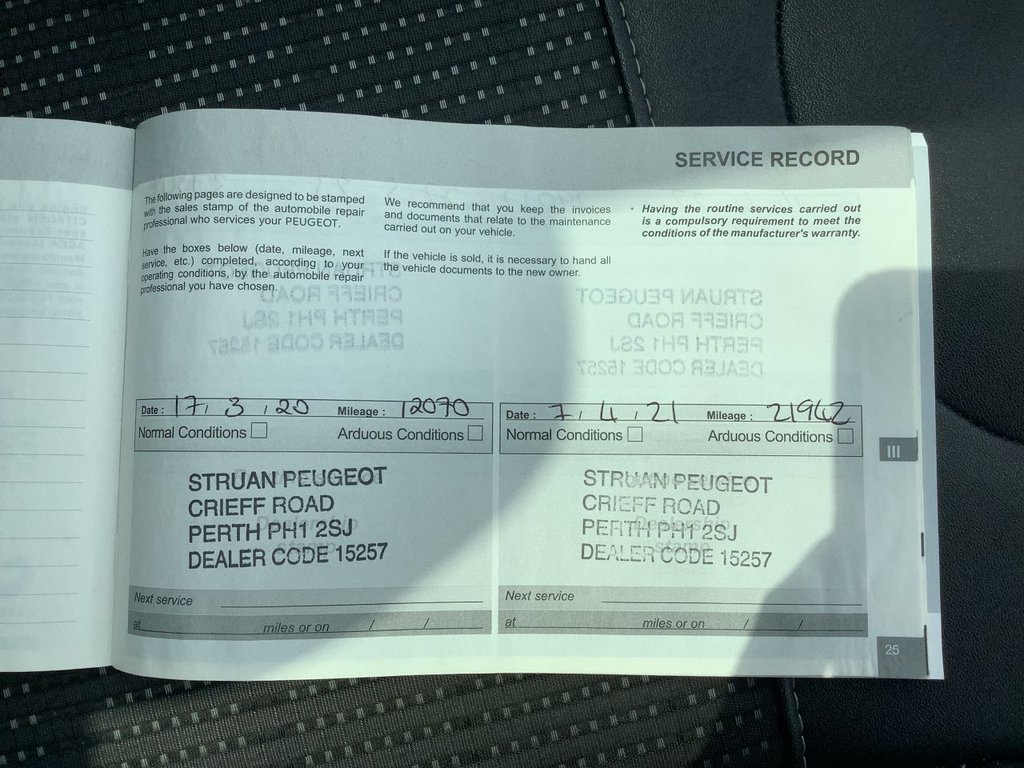 SERVICE RECORD
The following pages are designed to be stamped
with the sales stamp of the automobile repair
professional who services your PEUGEOT.
Have the boxes below (date, mileage, next
service, etc.) completed, according to your
operating conditions, by the automobile repair
professional you have chosen.
We recommend that you keep the invoices
and documents that relate to the maintenance
carried out on your vehicle.
If the vehicle is sold, it is necessary to hand all
the vehicle documents to the new owner.
* Having the routine services carried out
is a compulsory requirement to meet the
conditions of the manufacturer's warranty.
Date : 17 / 3 / 20 Mileage : 12070
Normal Conditions Arduous Conditions
STRUAN PEUGEOT
CRIEFF ROAD
PERTH PH1 2SJ
DEALER CODE 15257
Next service
at miles or on / /
Date : 7 / 4 / 21 Mileage : 21942
Normal Conditions Arduous Conditions
STRUAN PEUGEOT
CRIEFF ROAD
PERTH PH1 2SJ
DEALER CODE 15257
Next service
at miles or on / /
III
25